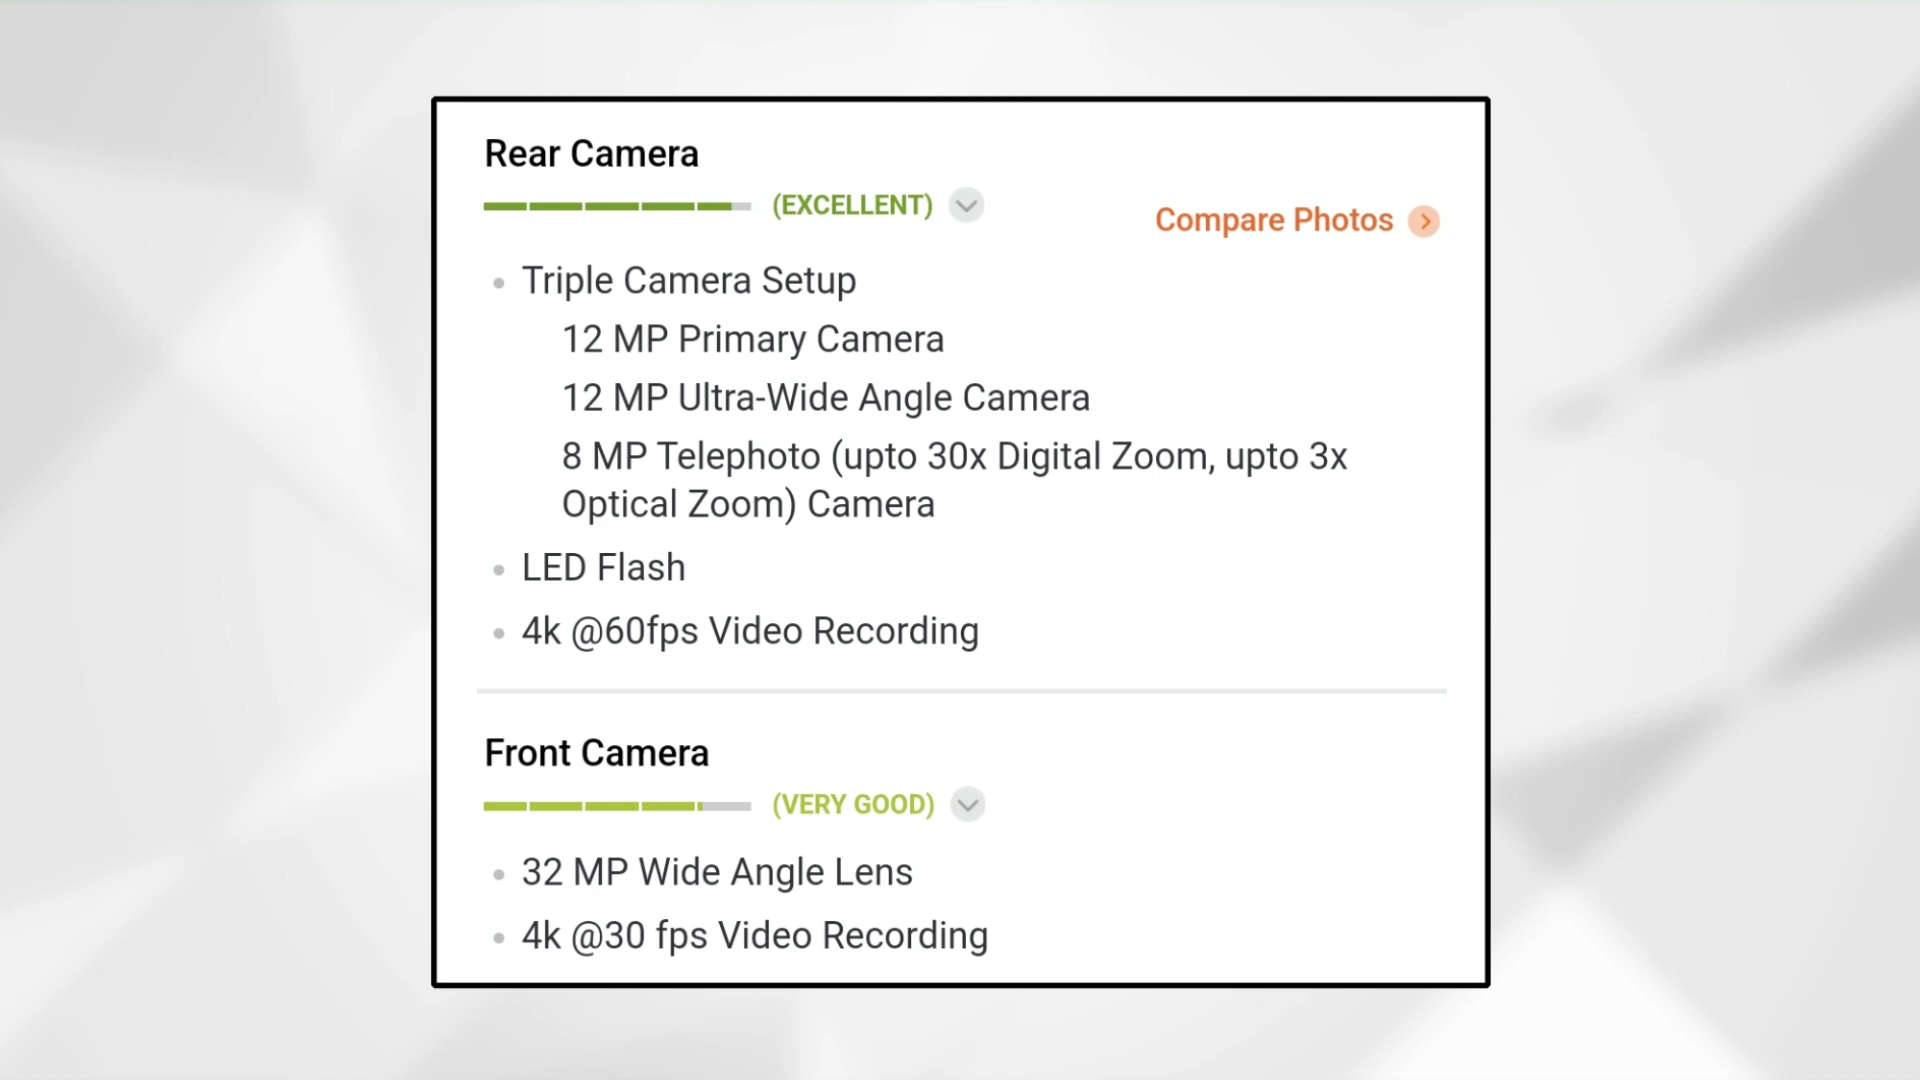 Rear Camera
(EXCELLENT)
Compare Photos
Triple Camera Setup
12 MP Primary Camera
12 MP Ultra-Wide Angle Camera
8 MP Telephoto (upto 30x Digital Zoom, upto 3x
Optical Zoom) Camera
LED Flash
4k @60fps Video Recording
Front Camera
(VERY GOOD)
32 MP Wide Angle Lens
4k @30 fps Video Recording